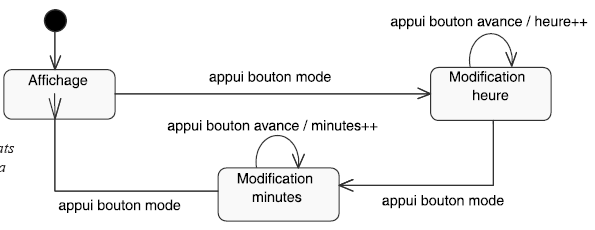 appui bouton avance / heure++
Affichage
appui bouton mode
Modification
heure
appui bouton avance / minutes++
Modification
minutes
appui bouton mode
appui bouton mode